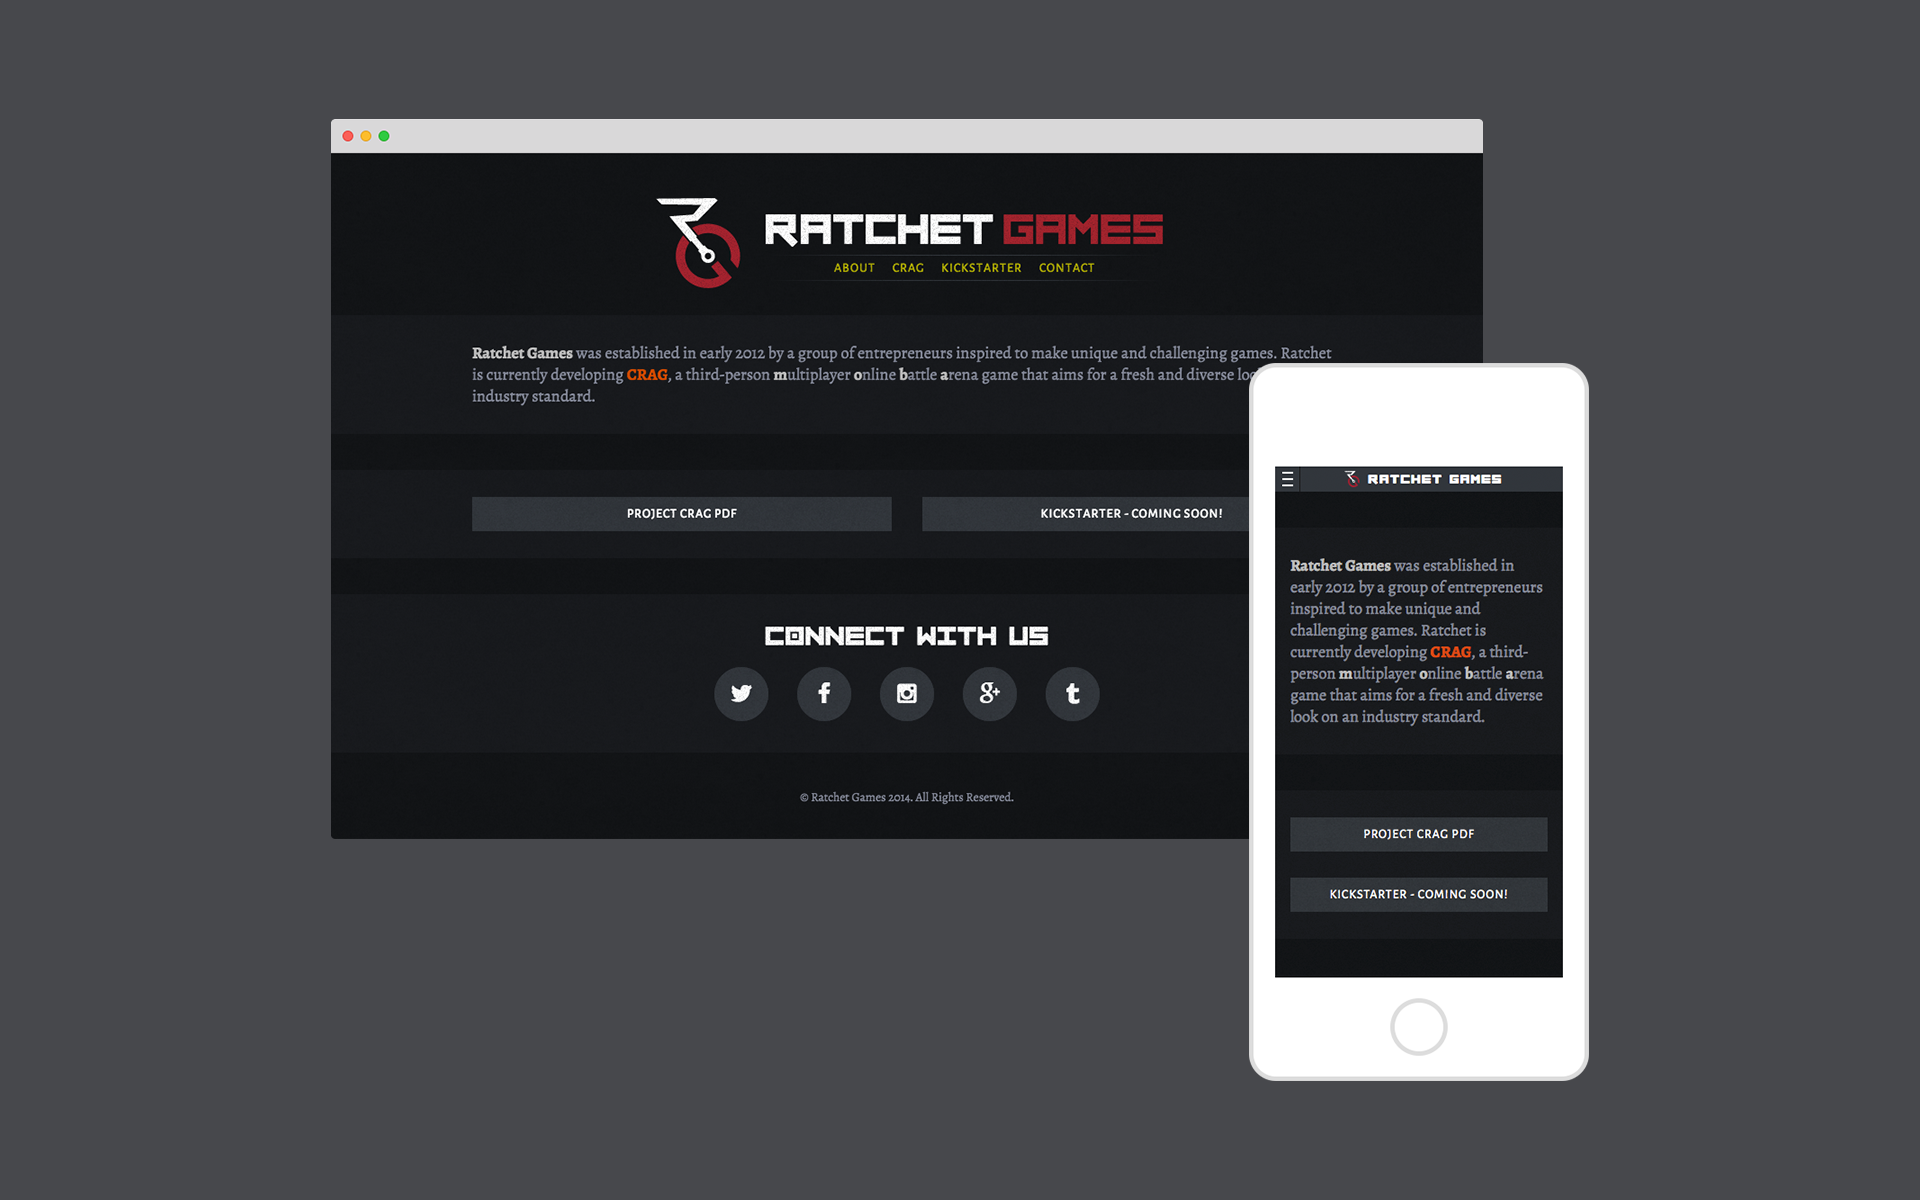 RATCHET GAMES
ABOUT CRAG KICKSTARTER CONTACT
Ratchet Games was established in early 2012 by a group of entrepreneurs inspired to make unique and challenging games. Ratchet
is currently developing CRAG, a third-person multiplayer online battle arena game that aims for a fresh and diverse
industry standard.
PROJECT CRAG PDF
KICKSTARTER - COMING SOON!
CONNECT WITH US
© Ratchet Games 2014. All Rights Reserved.
RATCHET GAMES
Ratchet Games was established in
early 2012 by a group of entrepreneurs
inspired to make unique and
challenging games. Ratchet is
currently developing CRAG, a third-
person multiplayer online battle arena
game that aims for a fresh and diverse
look on an industry standard.
PROJECT CRAG PDF
KICKSTARTER - COMING SOON!